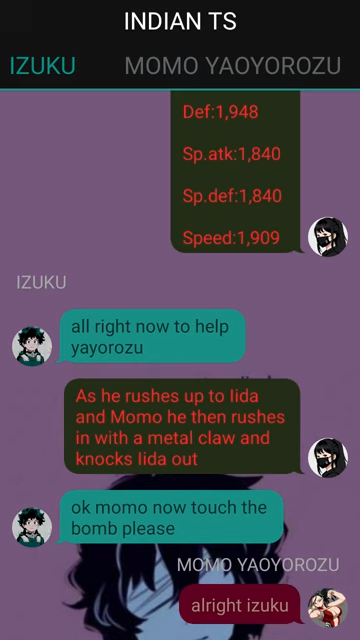 INDIAN TS
IZUKU MOMO YAOYOROZU
Def:1,948
Sp.atk:1,840
Sp.def:1,840
Speed:1,909
IZUKU
all right now to help
yayorozu
As he rushes up to Iida
and Momo he then rushes
in with a metal claw and
knocks Iida out
ok momo now touch the
bomb please
MOMO YAOYOROZU
alright izuku